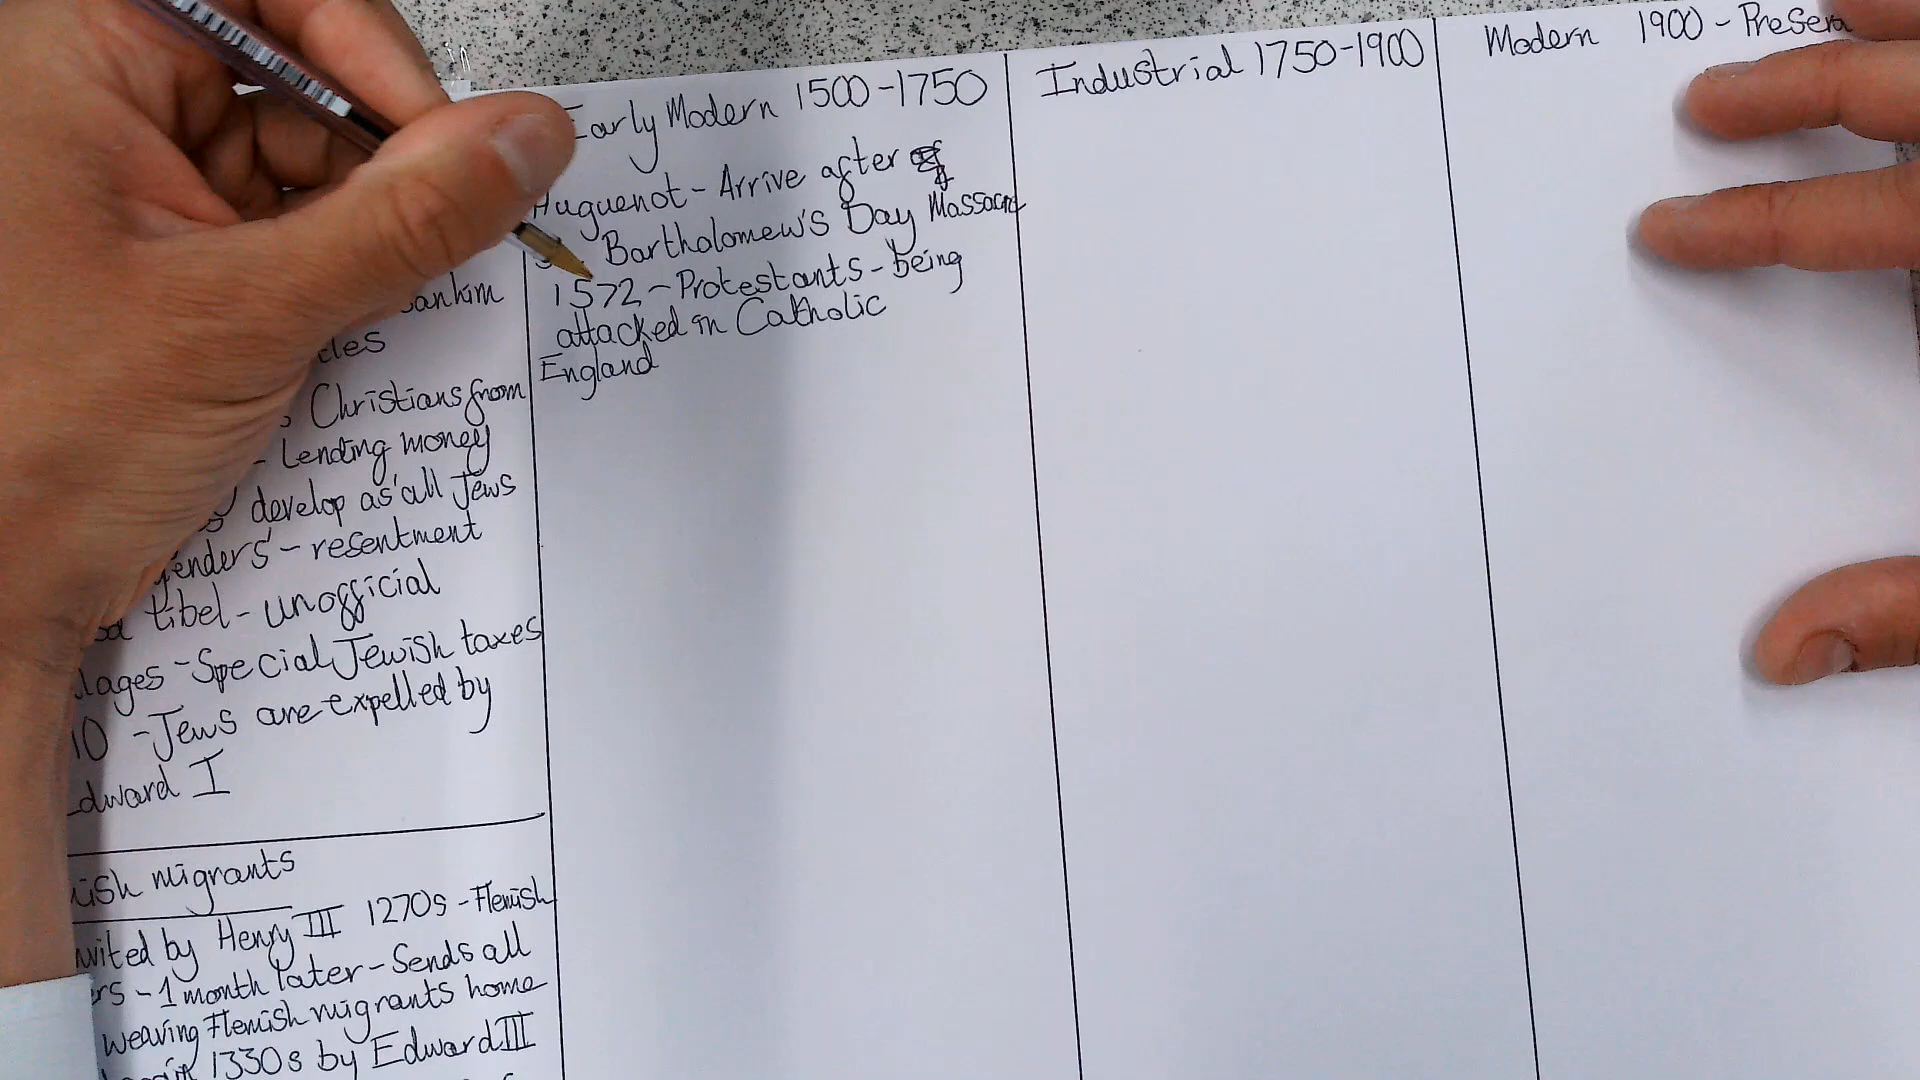 Early Modern 1500-1750
Huguenot - Arrive after
Bartholomew's Day Massacre
1572 - Protestants - being
attacked in Catholic
England
Industrial 1750-1900
Modern 1900 - Present
Christians from
- Lending money
develop as all Jews
resentment
libel - unofficial
- Special Jewish taxes
- Jews are expelled by
Edward I
migrants
invited by Henry III 1270s - Flemish
- 1 month later - Sends all
weaving Flemish migrants home
1330s by Edward III